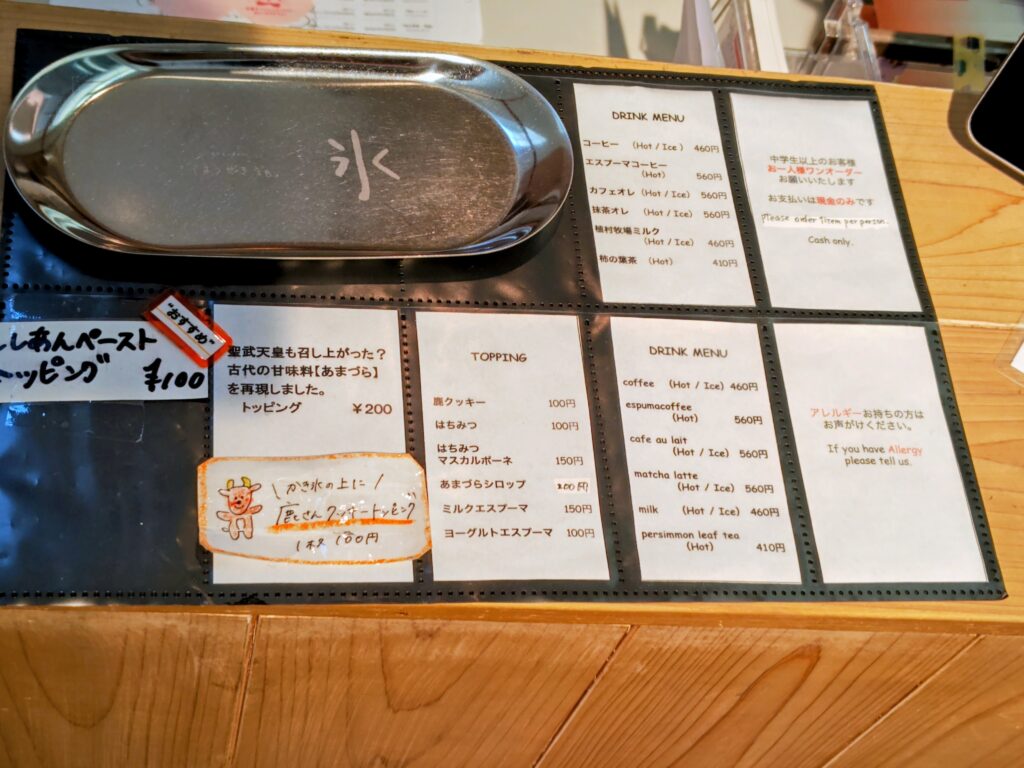 氷
DRINK MENU
コーヒー (Hot / Ice) 460円
エスプーマコーヒー
(Hot) 560円
カフェオレ (Hot / Ice) 560円
抹茶オレ (Hot / Ice) 560円
植村牧場ミルク
(Hot / Ice) 460円
柿の葉茶 (Hot) 410円
中学生以上のお客様
お一人様ワンオーダー
お願いいたします
お支払いは現金のみです
Please order 1 item per person.
Cash only.
しあんペースト
トッピング ¥100
"おすすめ"
聖武天皇も召し上がった?
古代の甘味料【あまづら】
を再現しました。
トッピング ¥200
\ かき氷の上に /
鹿さんクッキートッピング
1枚 100円
TOPPING
鹿クッキー 100円
はちみつ 100円
はちみつ
マスカルポーネ 150円
あまづらシロップ 200円
ミルクエスプーマ 150円
ヨーグルトエスプーマ 100円
DRINK MENU
coffee (Hot / Ice) 460円
espumacoffee
(Hot) 560円
cafe au lait
(Hot / Ice) 560円
matcha latte
(Hot / Ice) 560円
milk (Hot / Ice) 460円
persimmon leaf tea
(Hot) 410円
アレルギーお持ちの方は
お声がけください。
If you have Allergy
please tell us.